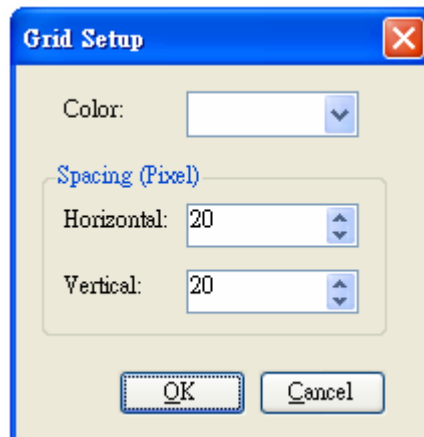 Grid Setup
Color:
Spacing (Pixel)
Horizontal: 20
Vertical: 20
OK Cancel